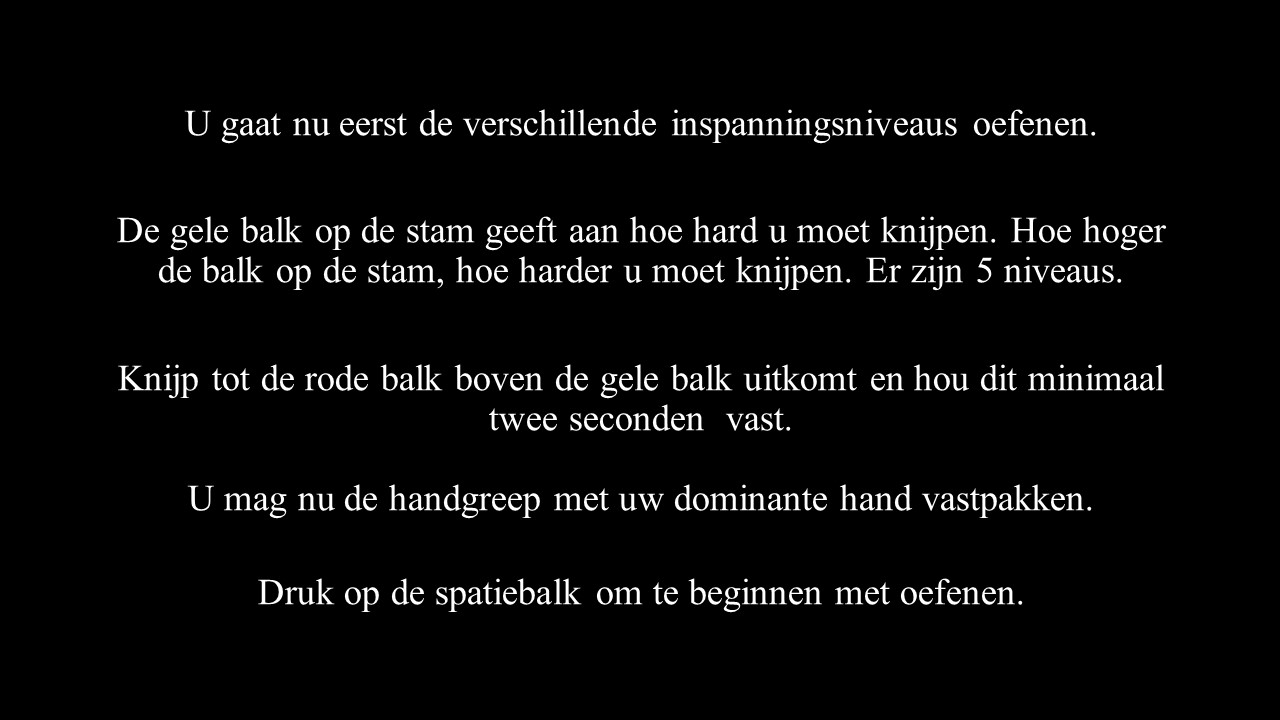 U gaat nu eerst de verschillende inspanningsniveaus oefenen.
De gele balk op de stam geeft aan hoe hard u moet knijpen. Hoe hoger
de balk op de stam, hoe harder u moet knijpen. Er zijn 5 niveaus.
Knijp tot de rode balk boven de gele balk uitkomt en hou dit minimaal
twee seconden  vast.
U mag nu de handgreep met uw dominante hand vastpakken.
Druk op de spatiebalk om te beginnen met oefenen.